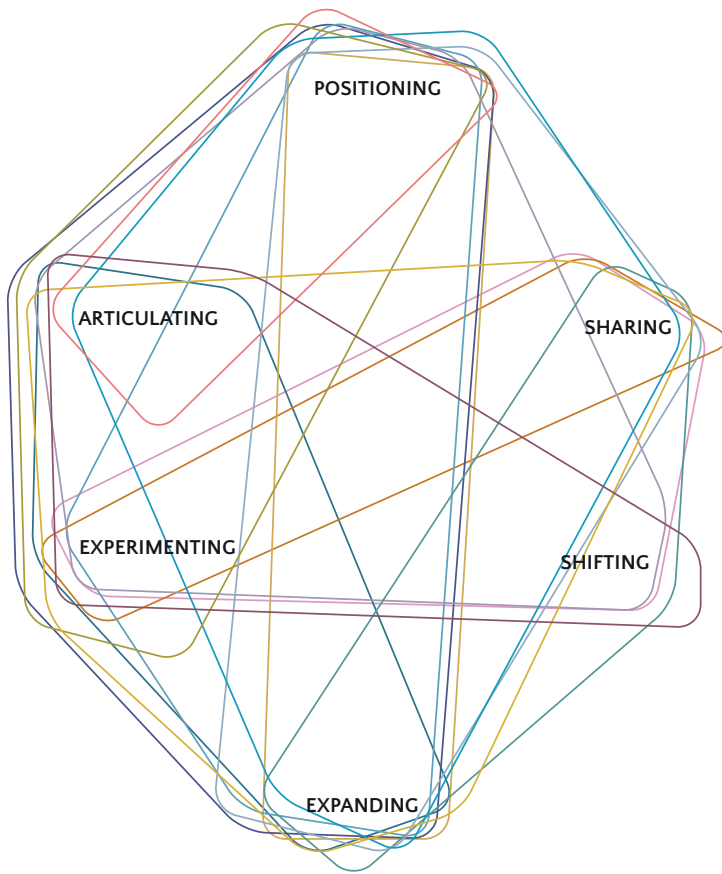 POSITIONING
ARTICULATING
SHARING
EXPERIMENTING
SHIFTING
EXPANDING